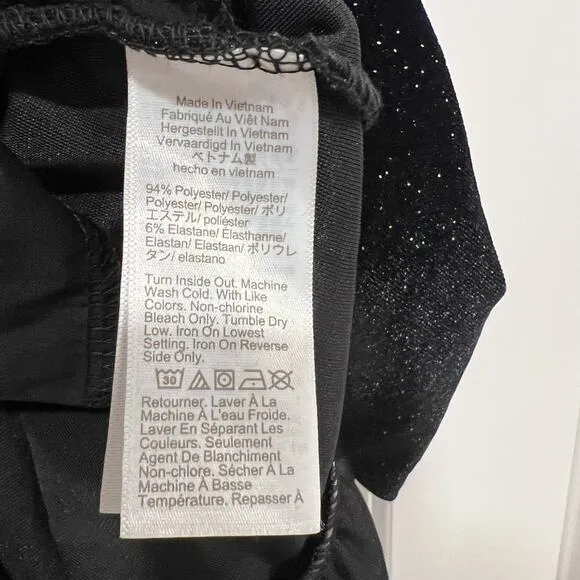 Made In Vietnam
Fabriqué Au Viêt Nam
Hergestellt In Vietnam
Vervaardigd In Vietnam
ベトナム製
hecho en vietnam
94% Polyester/ Polyester/
Polyester/ Polyester/ ポリ
エステル/ poliéster
6% Elastane/ Élasthanne/
Elastan/ Elastaan/ ポリウレ
タン/ elastano
Turn Inside Out. Machine
Wash Cold. With Like
Colors. Non-chlorine
Bleach Only. Tumble Dry
Low. Iron On Lowest
Setting. Iron On Reverse
Side Only.
30
Retourner. Laver À La
Machine À L'eau Froide.
Laver En Séparant Les
Couleurs. Seulement
Agent De Blanchiment
Non-chlore. Sécher À La
Machine À Basse
Température. Repasser À